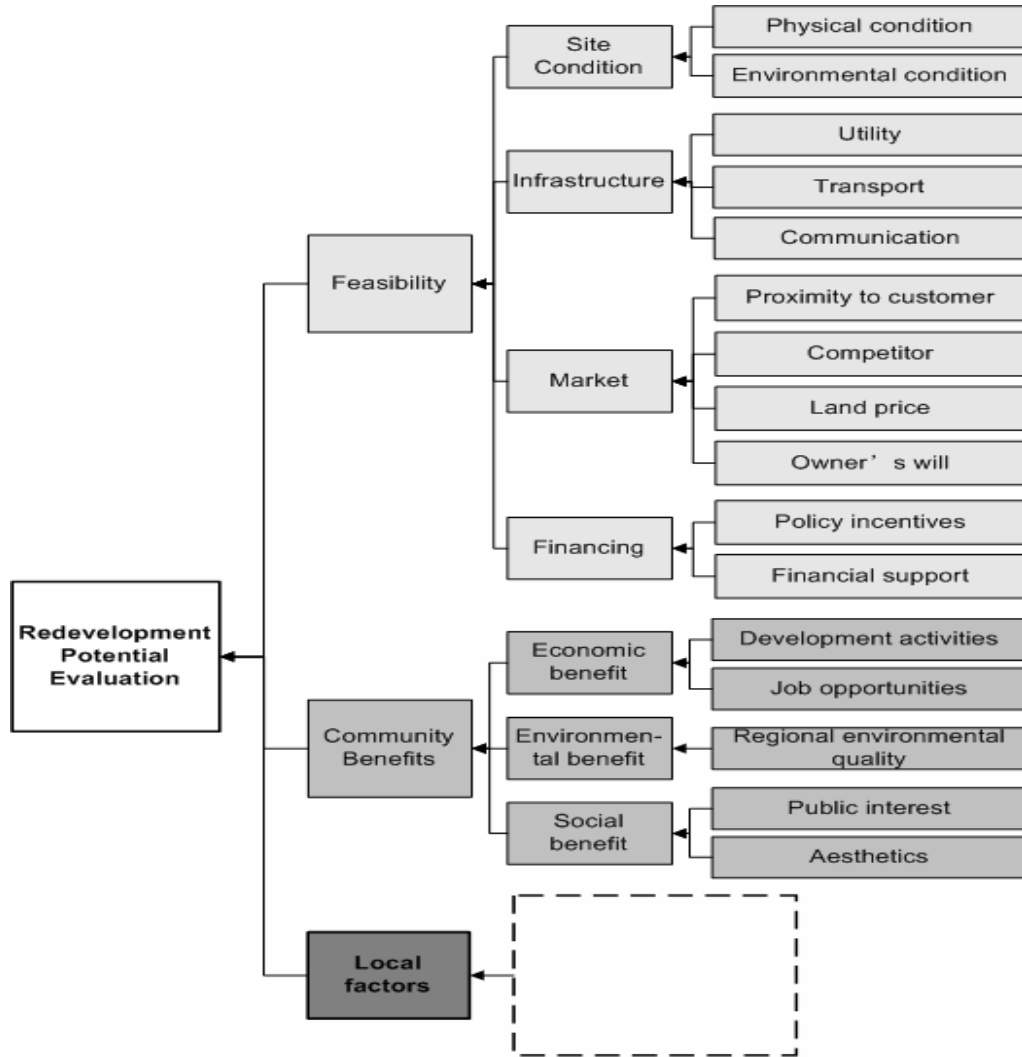 Site
Condition
Physical condition
Environmental condition
Infrastructure
Utility
Transport
Communication
Feasibility
Market
Proximity to customer
Competitor
Land price
Owner’s will
Financing
Policy incentives
Financial support
Redevelopment
Potential
Evaluation
Community
Benefits
Economic
benefit
Development activities
Job opportunities
Environmen-
tal benefit
Regional environmental
quality
Social
benefit
Public interest
Aesthetics
Local
factors